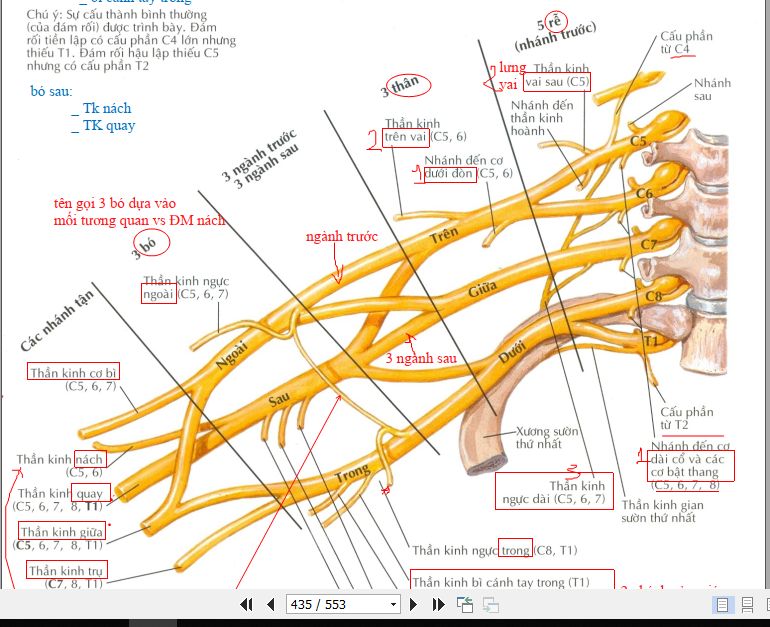 _ bì cánh tay trong
Chú ý: Sự cấu thành bình thường
(của đám rối) được trình bày. Đám
rối tiền lập có cấu phần C4 lớn nhưng
thiếu T1. Đám rối hậu lập thiếu C5
nhưng có cấu phần T2
bó sau:
_ Tk nách
_ TK quay
tên gọi 3 bó dựa vào
mối tương quan vs ĐM nách
5 rễ
(nhánh trước)
3 thân
3 ngành trước
3 ngành sau
3 bó
Các nhánh tận
Cấu phần
từ C4
lưng
vai
Thần kinh
vai sau (C5)
Nhánh
sau
Nhánh đến
thần kinh
hoành
2
Thần kinh
trên vai (C5, 6)
1
Nhánh đến cơ
dưới đòn (C5, 6)
C5
C6
C7
C8
T1
Trên
Giữa
Dưới
ngành trước
3 ngành sau
Thần kinh ngực
ngoài (C5, 6, 7)
Ngoài
Sau
Trong
Thần kinh cơ bì
(C5, 6, 7)
Thần kinh nách
(C5, 6)
Thần kinh quay
(C5, 6, 7, 8, T1)
Thần kinh giữa
(C5, 6, 7, 8, T1)
Thần kinh trụ
(C7, 8, T1)
Xương sườn
thứ nhất
Cấu phần
từ T2
1
Nhánh đến cơ
dài cổ và các
cơ bật thang
(C5, 6, 7, 8)
3
Thần kinh
ngực dài (C5, 6, 7)
Thần kinh gian
sườn thứ nhất
Thần kinh ngực trong (C8, T1)
Thần kinh bì cánh tay trong (T1)
435 / 553